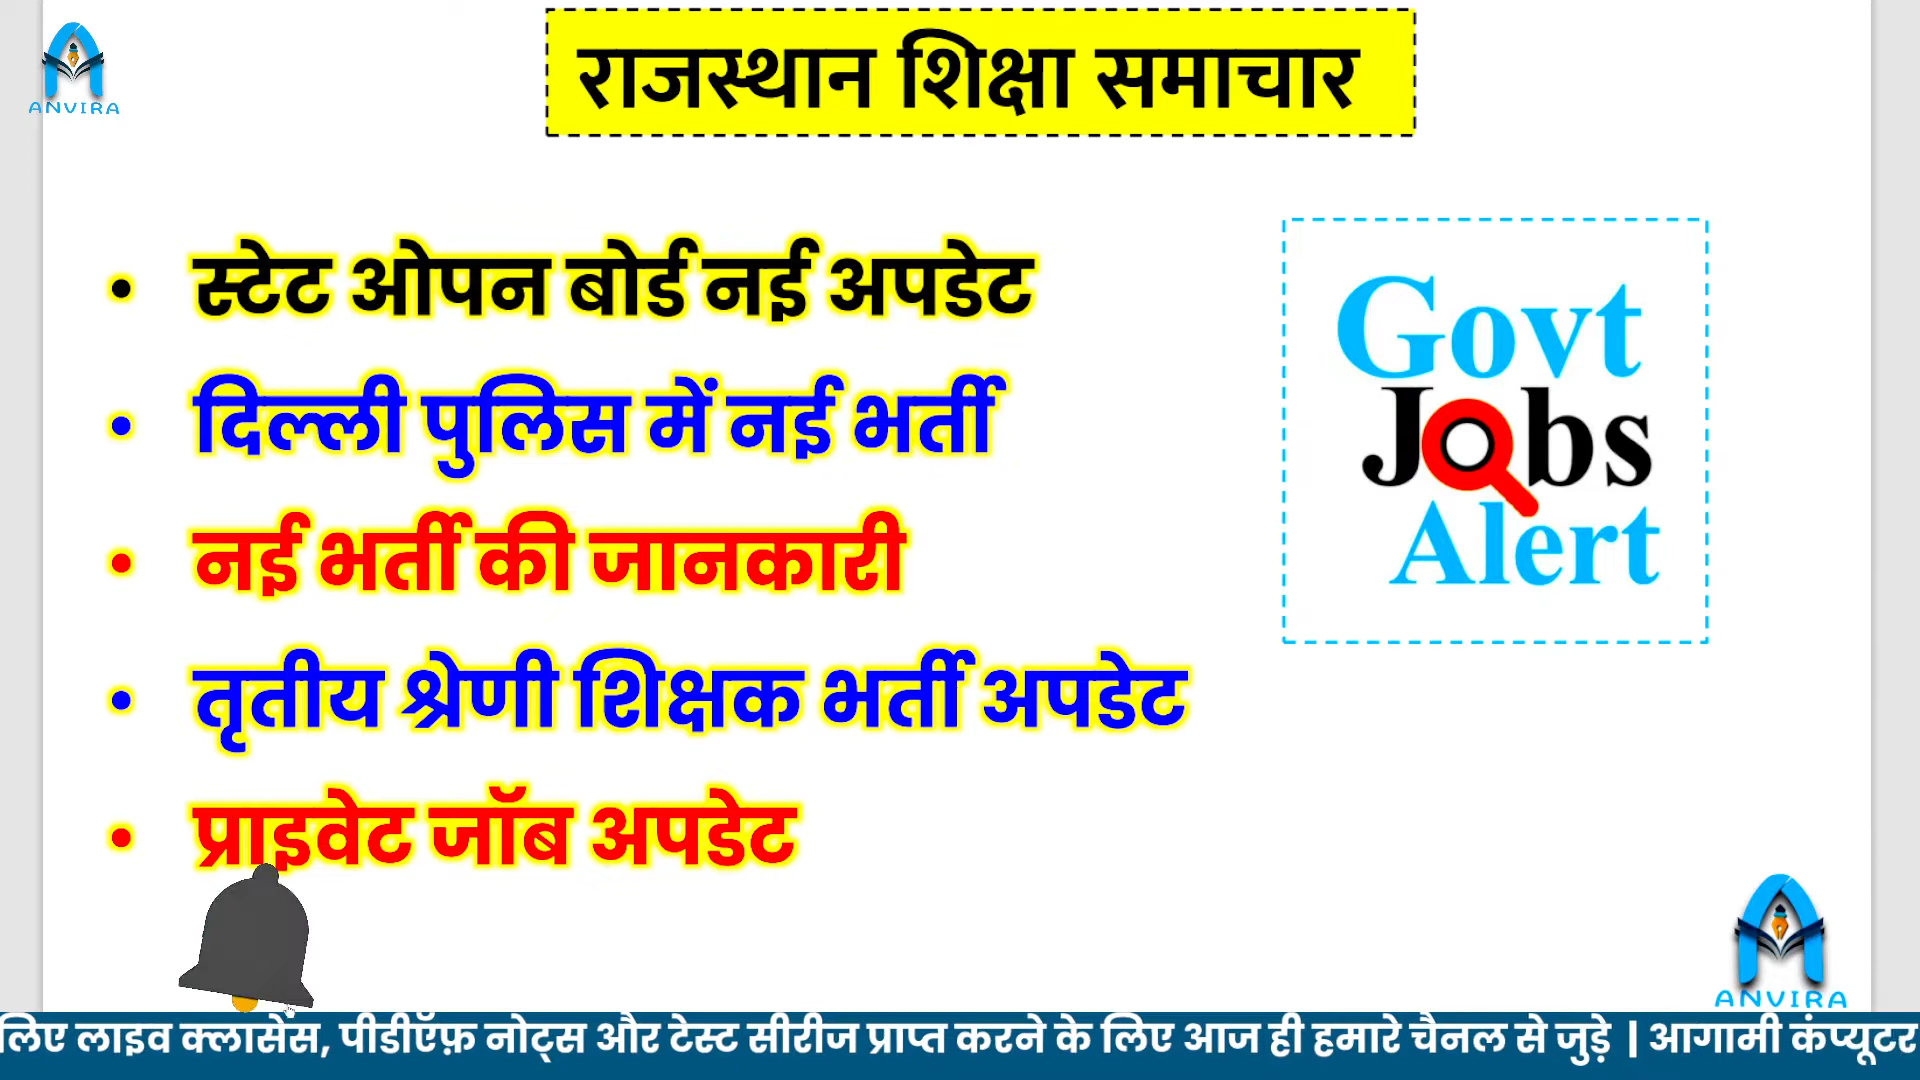 ANVIRA
राजस्थान शिक्षा समाचार
• स्टेट ओपन बोर्ड नई अपडेट
• दिल्ली पुलिस में नई भर्ती
• नई भर्ती की जानकारी
• तृतीय श्रेणी शिक्षक भर्ती अपडेट
• प्राइवेट जॉब अपडेट
Govt
Jobs
Alert
ANVIRA
लिए लाइव क्लासेंस, पीडीऍफ़ नोट्स और टेस्ट सीरीज प्राप्त करने के लिए आज ही हमारे चैनल से जुड़े | आगामी कंप्यूटर